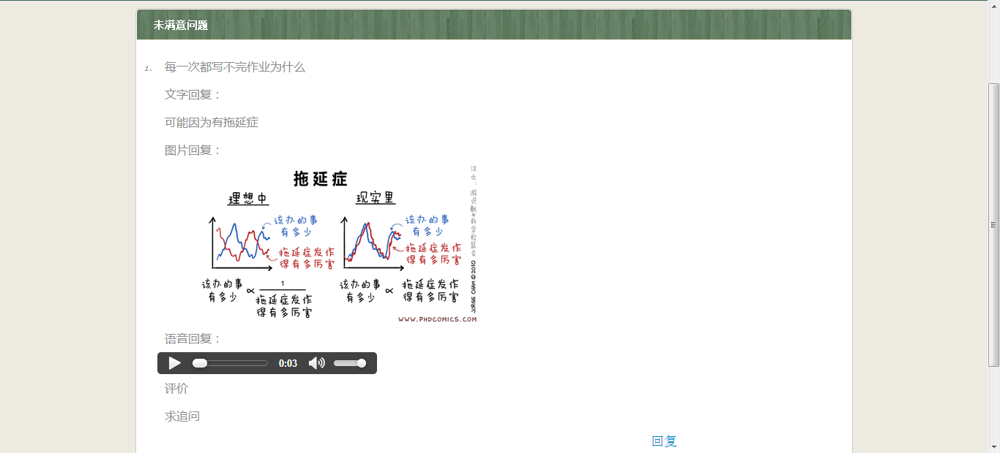 未满意问题
1. 每一次都写不完作业为什么
文字回复：
可能因为有拖延症
图片回复：
拖延症
理想中
该办的事
有多少
拖延症发作
得有多厉害
该办的事
有多少
∝
1
拖延症发作
得有多厉害
现实里
该办的事
有多少
拖延症发作
得有多厉害
该办的事
有多少
∝
拖延症发作
得有多厉害
WWW.PHDCOMICS.COM
汉化：游识猷@科学松鼠会
JORGE CHAM © 2010
语音回复：
0:03
评价
求追问
回复